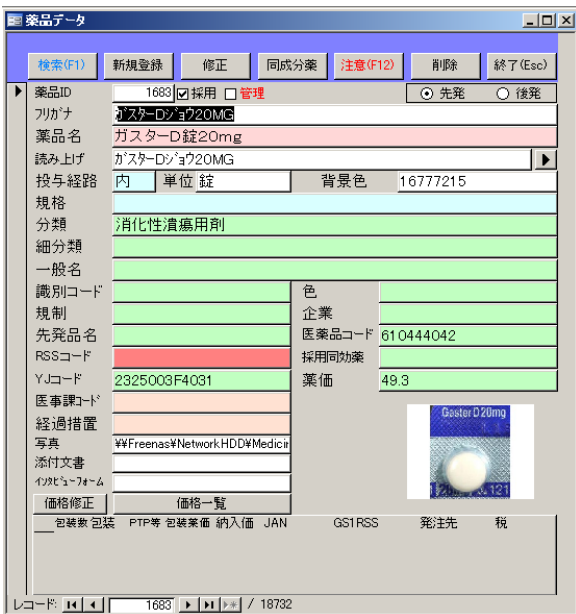 薬品データ
検索(F1) 新規登録 修正 同成分薬 注意(F12) 削除 終了(Esc)
薬品ID 1683 採用 管理 先発 後発
フリガナ ガスターDジョウ20MG
薬品名 ガスターD錠20mg
読み上げ ガスターDジョウ20MG
投与経路 内 単位 錠 背景色 16777215
規格
分類 消化性潰瘍用剤
細分類
一般名
識別コード 色
規制 企業
先発品名 医薬品コード 610444042
RSSコード 採用同効薬
YJコード 2325003F4031 薬価 49.3
医事課コード
経過措置
写真 ¥¥Freenas¥NetworkHDD¥Medicin
添付文書
インタビューフォーム
Gaster D20mg
121
価格修正 価格一覧
包装数 包装 PTP等 包装薬価 納入価 JAN GS1RSS 発注先 税
レコード: 1683 / 18732